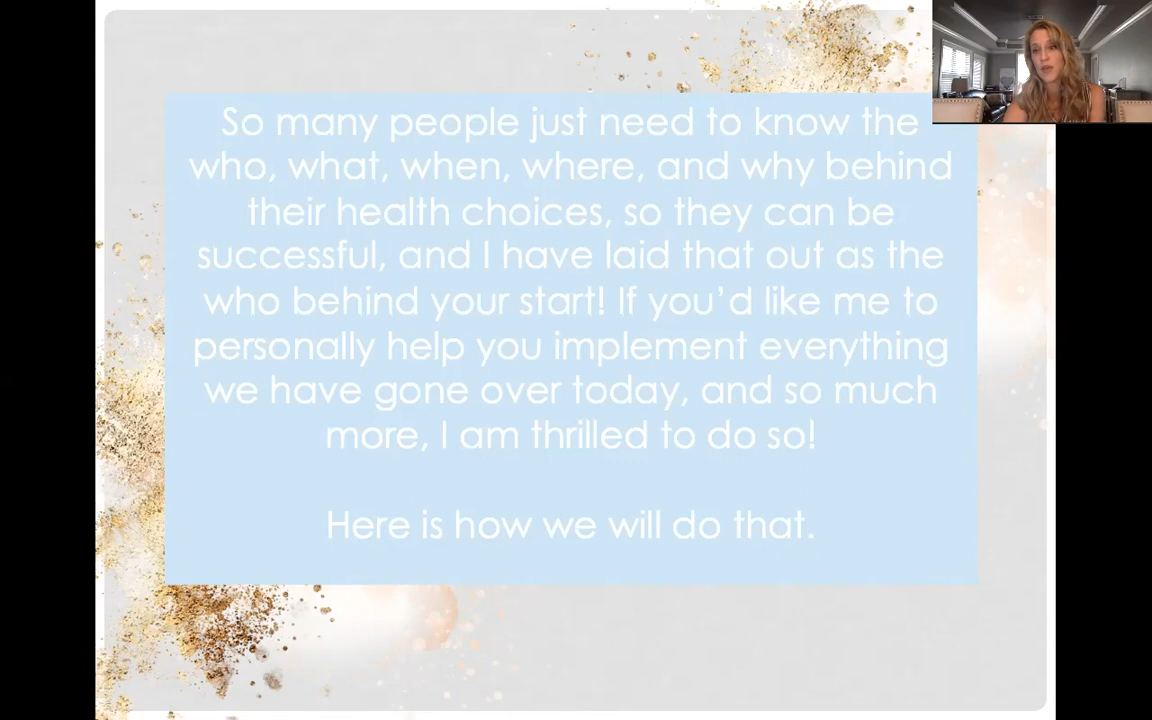 So many people just need to know the
who, what, when, where, and why behind
their health choices, so they can be
successful, and I have laid that out as the
who behind your start! If you’d like me to
personally help you implement everything
we have gone over today, and so much
more, I am thrilled to do so!
Here is how we will do that.